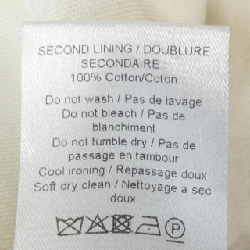 SECOND LINING / DOUBLURE
SECONDAIRE:
100% Cotton/Coton
Do not wash / Pas de lavage
Do not bleach / Pas de
blanchiment
Do not tumble dry / Pas de
passage en tambour
Cool ironing / Repassage doux
Soft dry clean / Nettoyage a sec
doux
P